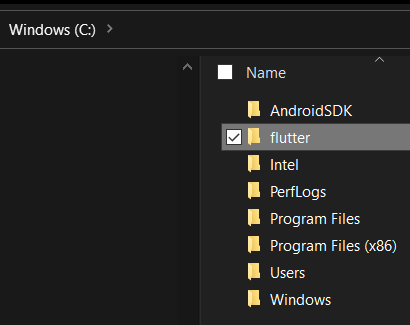 Windows (C:)
Name
AndroidSDK
flutter
Intel
PerfLogs
Program Files
Program Files (x86)
Users
Windows